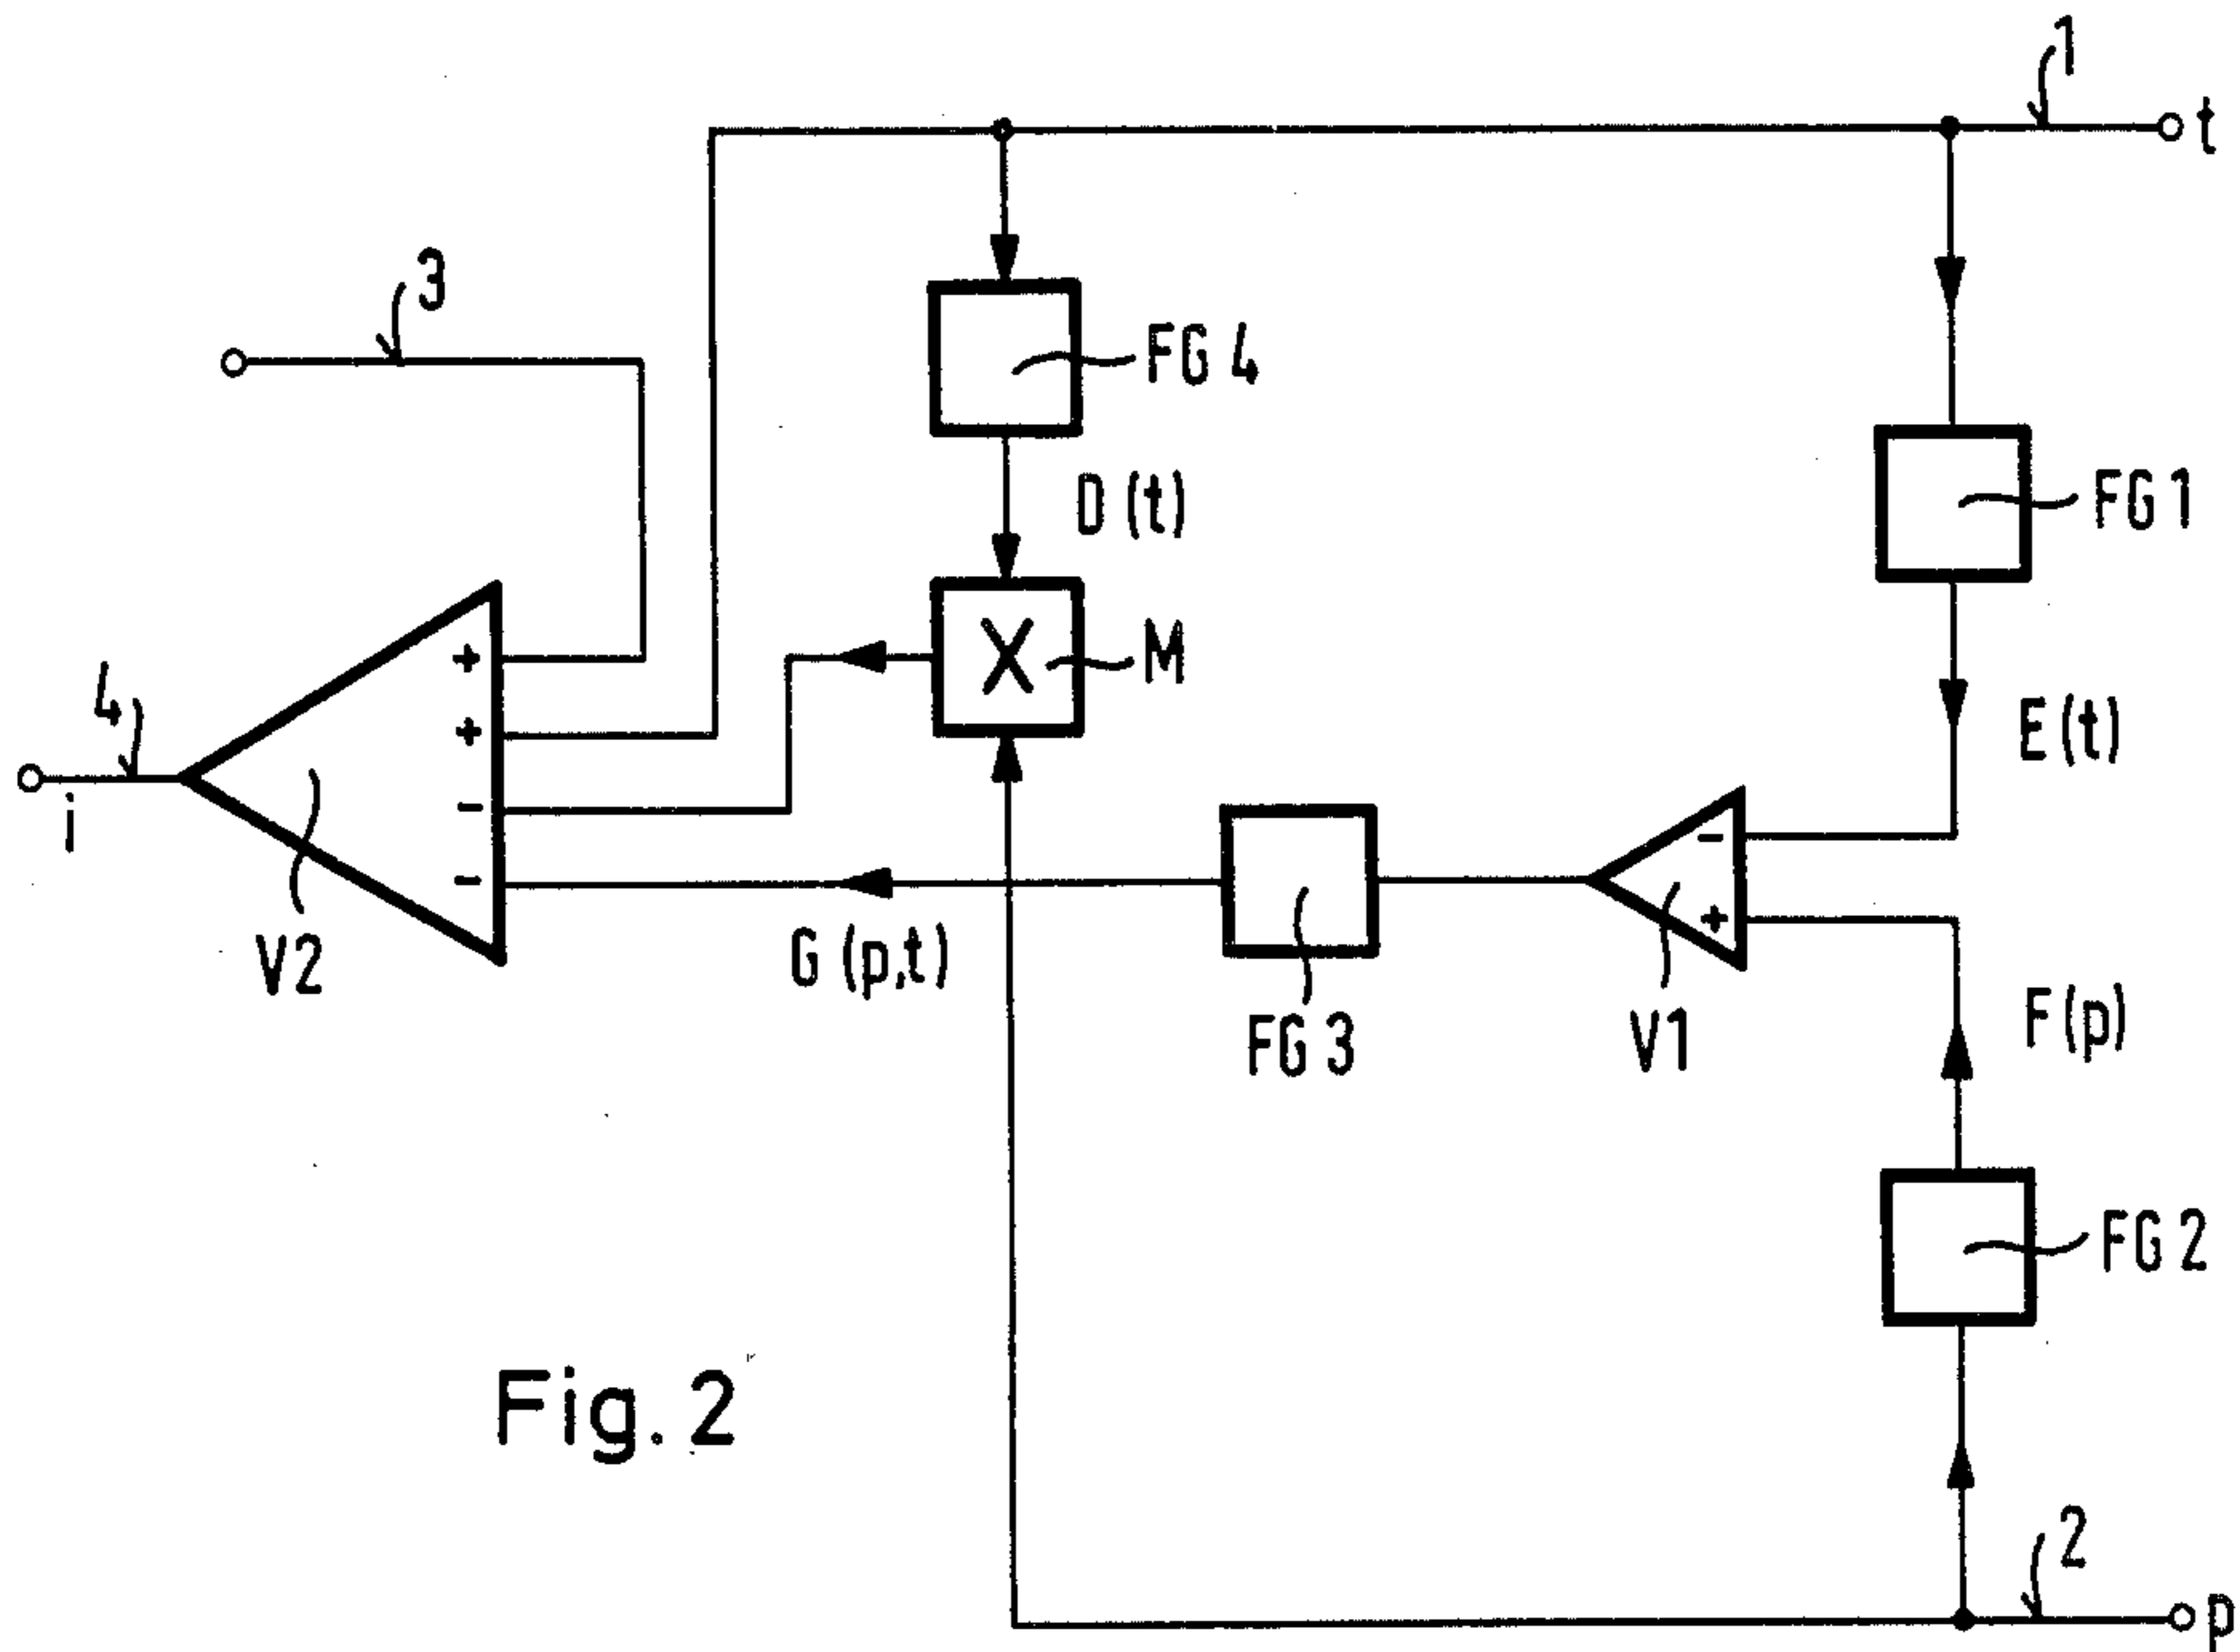 1
t
3
FG 4
FG 1
D (t)
X
M
4
E (t)
+
+
-
-
i
-
+
V2
G (p,t)
FG 3
V1
F (p)
FG 2
Fig. 2
2
p